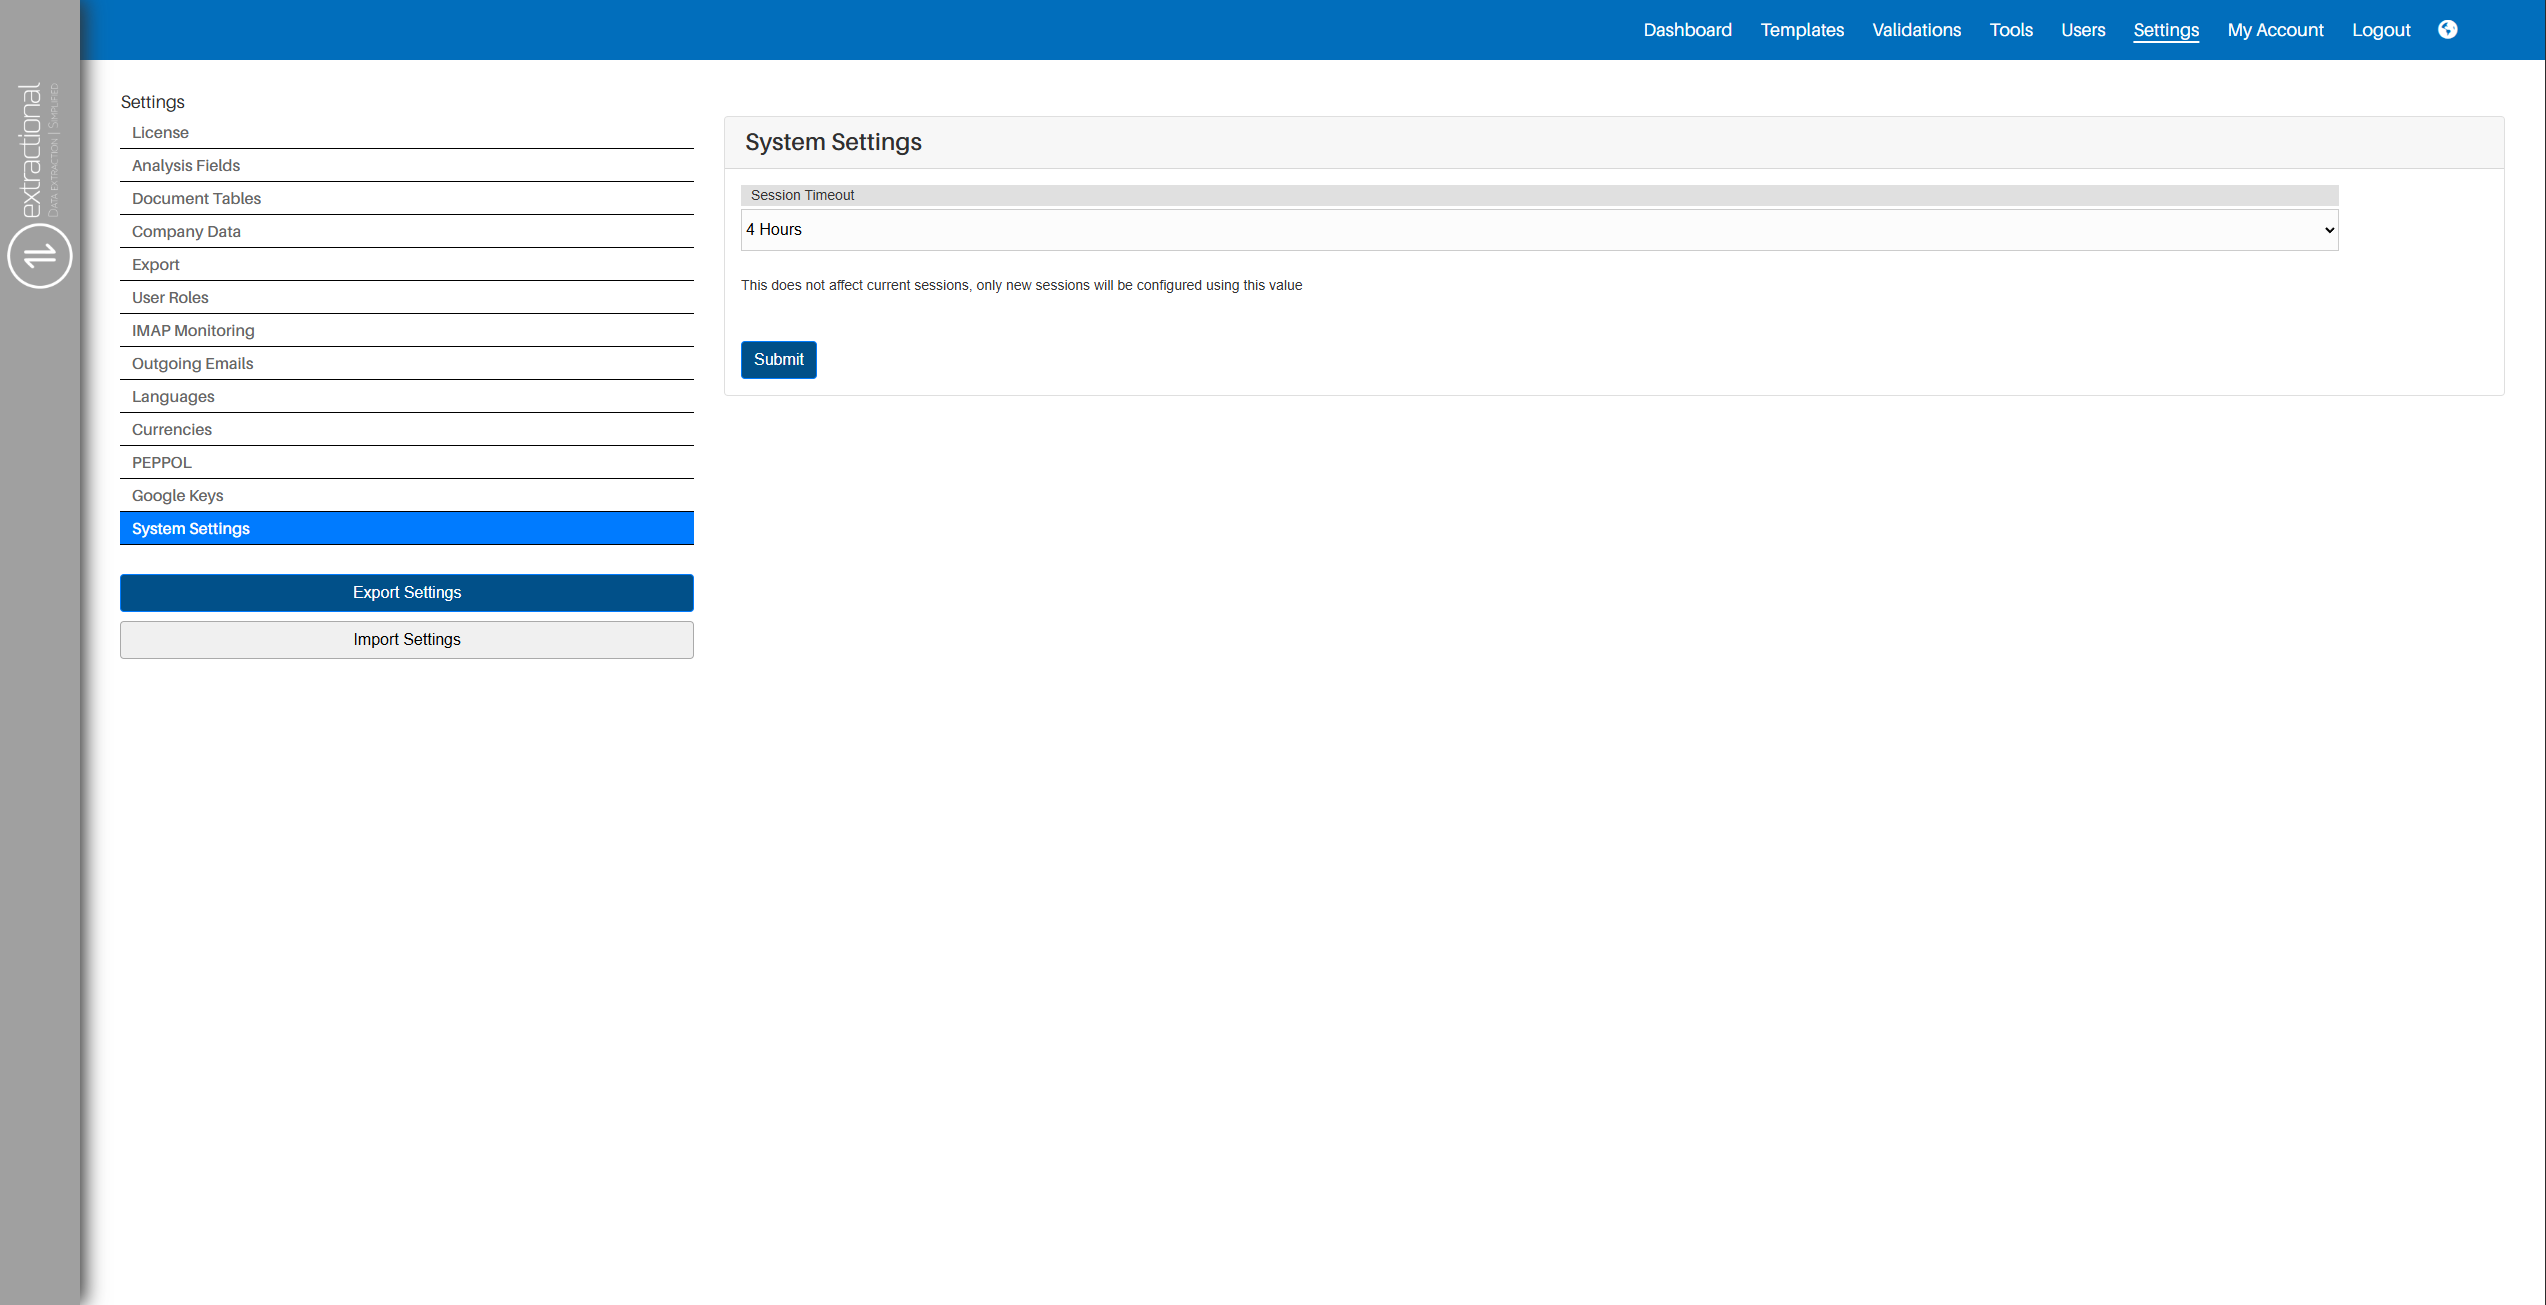 Dashboard Templates Validations Tools Users Settings My Account Logout
extractional
DATA EXTRACTION | SIMPLIFIED
Settings
License
Analysis Fields
Document Tables
Company Data
Export
User Roles
IMAP Monitoring
Outgoing Emails
Languages
Currencies
PEPPOL
Google Keys
System Settings
Export Settings
Import Settings
System Settings
Session Timeout
4 Hours
This does not affect current sessions, only new sessions will be configured using this value
Submit